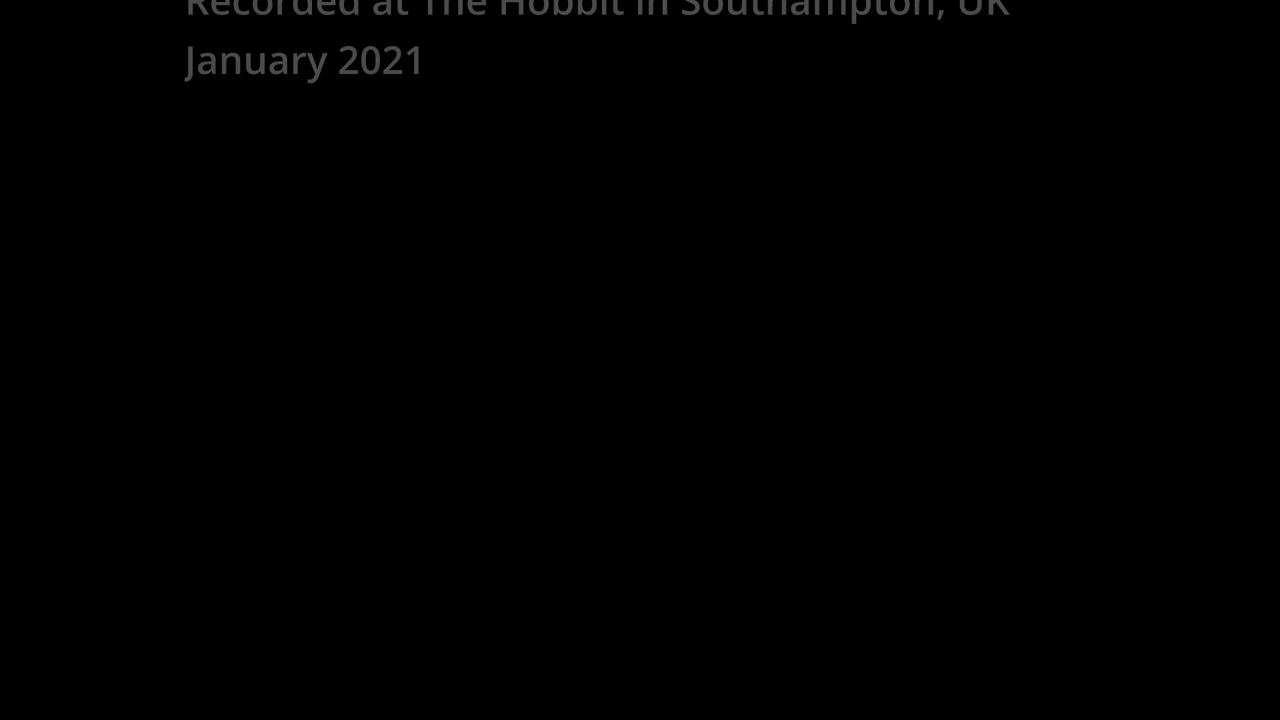 Recorded at The Hobbit in Southampton, UK
January 2021